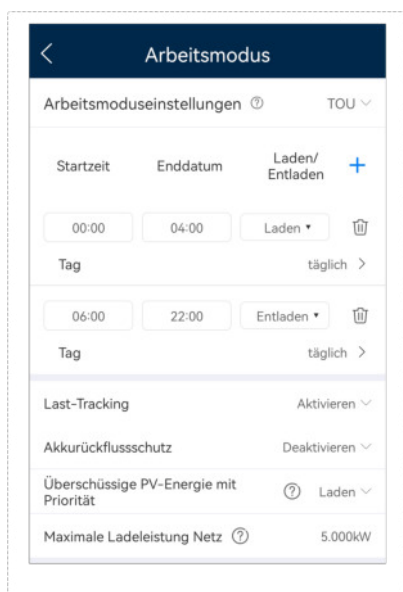 Arbeitsmodus
Arbeitsmoduseinstellungen ? TOU
Startzeit Enddatum Laden/
Entladen +
00:00 04:00 Laden
Tag täglich >
06:00 22:00 Entladen
Tag täglich >
Last-Tracking Aktivieren
Akkurückflussschutz Deaktivieren
Überschüssige PV-Energie mit
Priorität ? Laden
Maximale Ladeleistung Netz ? 5.000kW